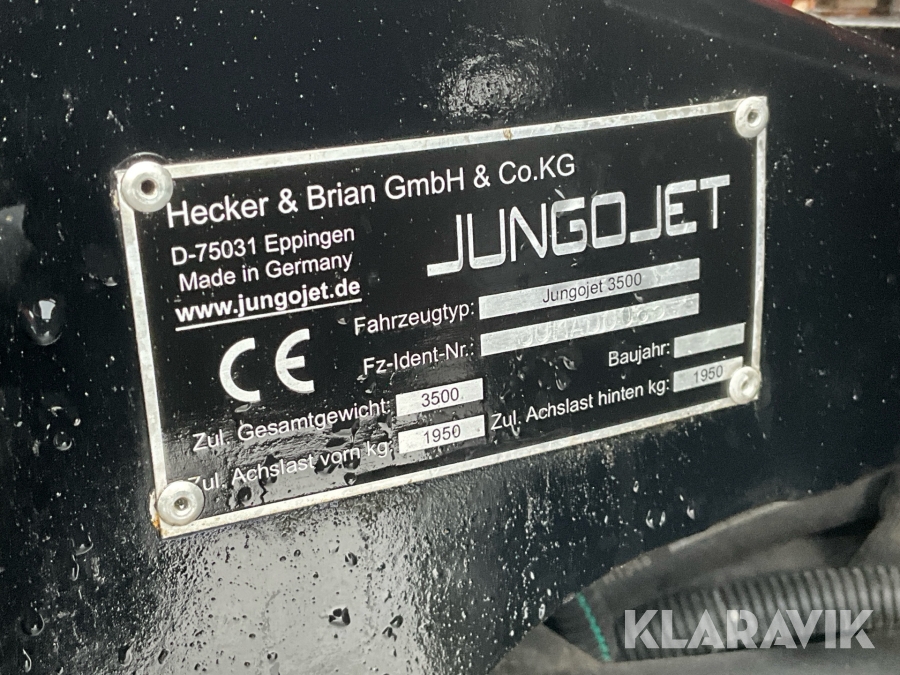 Hecker & Brian GmbH & Co.KG
D-75031 Eppingen
Made in Germany
www.jungojet.de
JUNGOJET
CE
Fahrzeugtyp: Jungojet 3500
Fz-Ident-Nr.:
Baujahr:
Zul. Gesamtgewicht: 3500
Zul. Achslast vorn kg: 1950
Zul. Achslast hinten kg: 1950
KLARAVIK